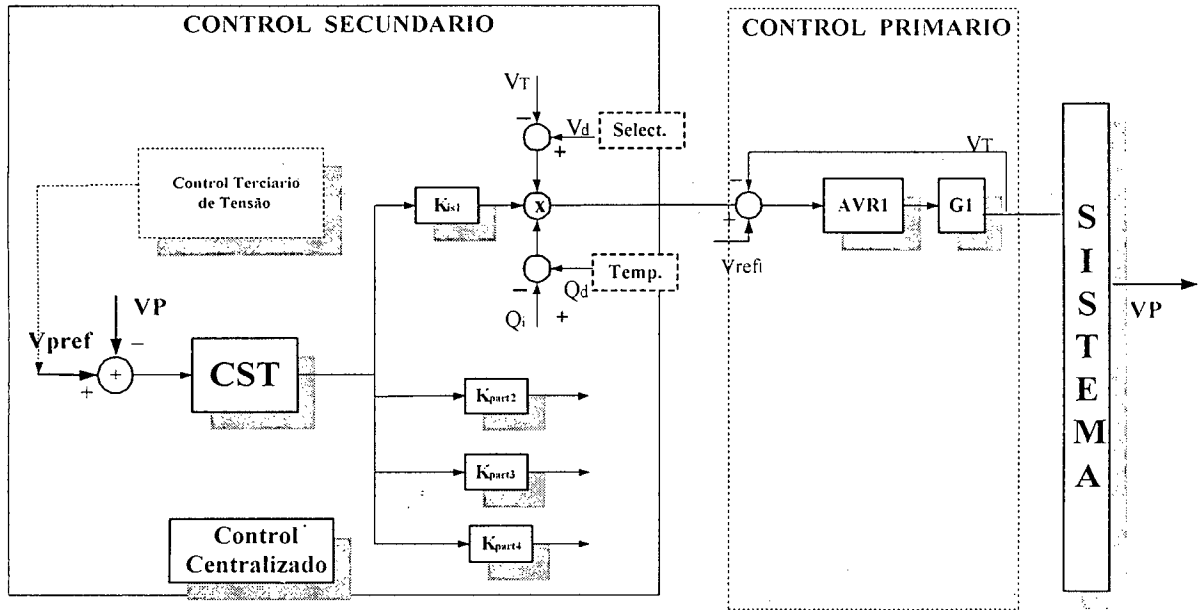 CONTROL SECUNDARIO
CONTROL PRIMARIO
VT
−
Vd
+
Select.
Control Terciario
de Tensão
Kis1
X
VT
−
+
Vrefi
AVR1
G1
Temp.
−
Qd
Qi
+
VP
−
Vpref
+
+
CST
Kpart2
Kpart3
Kpart4
Control
Centralizado
SISTEMA
VP